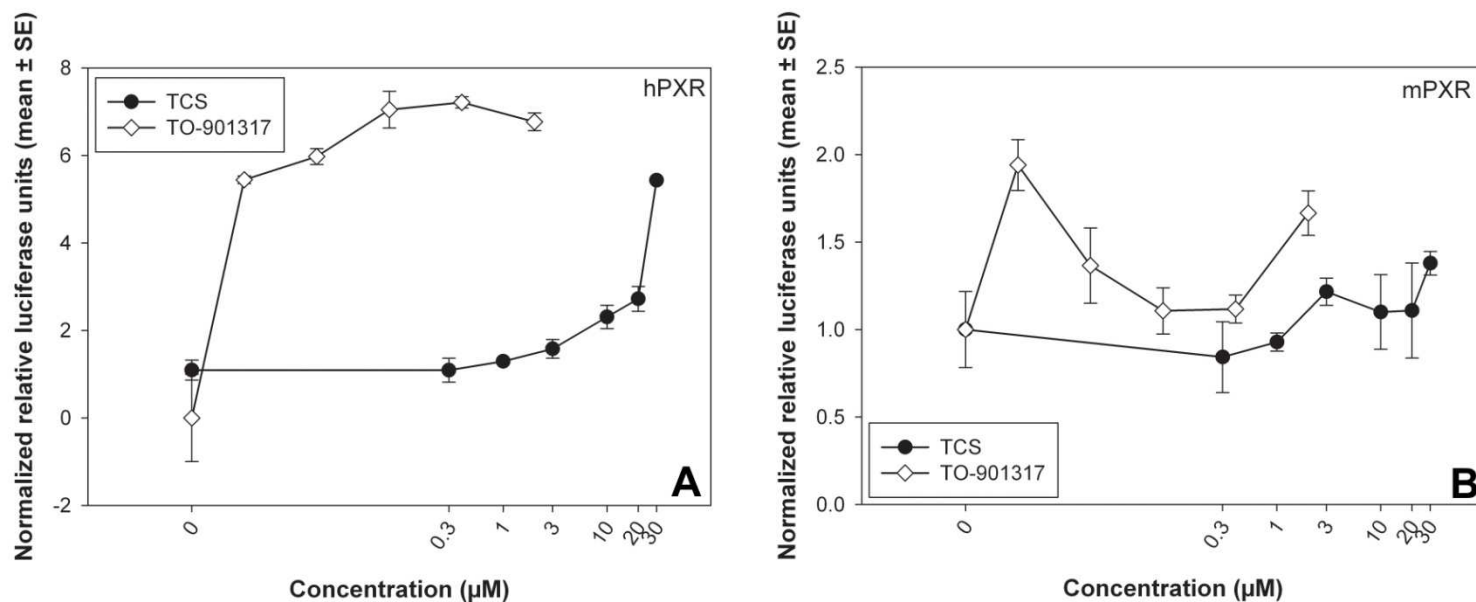 Normalized relative luciferase units (mean ± SE)
8
6
4
2
0
-2
TCS
TO-901317
hPXR
A
0
0.3
1
3
10
20
30
Concentration (µM)
Normalized relative luciferase units (mean ± SE)
2.5
2.0
1.5
1.0
0.5
0.0
mPXR
TCS
TO-901317
B
0
0.3
1
3
10
20
30
Concentration (µM)